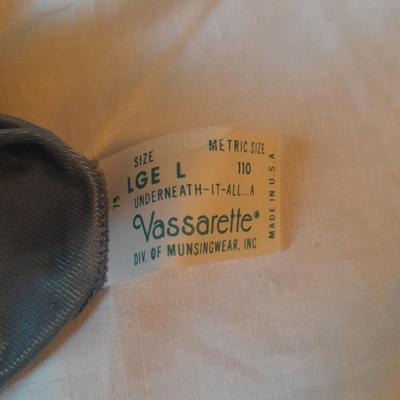 SIZE METRIC SIZE
LGE L 110
UNDERNEATH-IT-ALL...A
Vassarette®
DIV. OF MUNSINGWEAR, INC
MADE IN U.S.A.